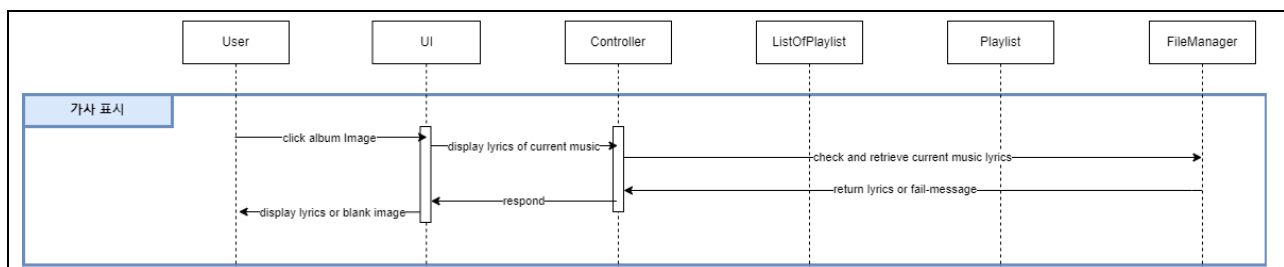 User
UI
Controller
ListOfPlaylist
Playlist
FileManager
가사 표시
click album Image
display lyrics of current music
check and retrieve current music lyrics
return lyrics or fail-message
respond
display lyrics or blank image